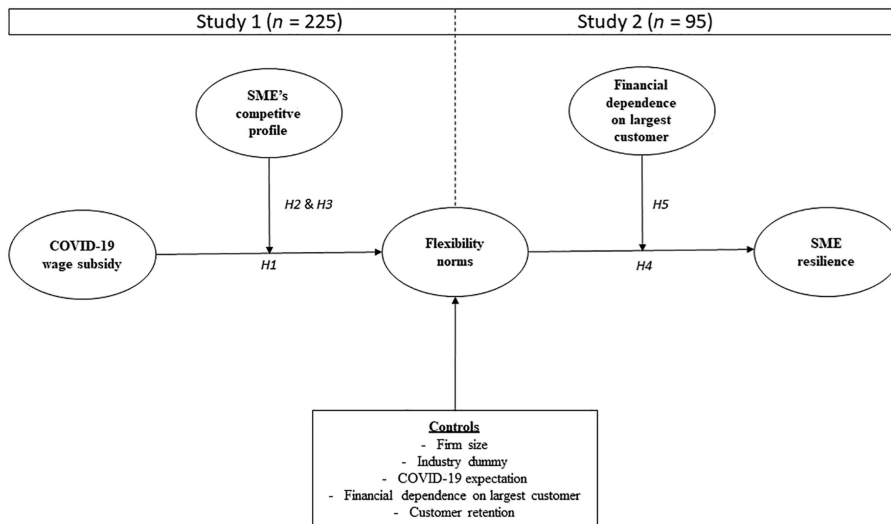 Study 1 (n = 225)
Study 2 (n = 95)
SME's
competitve
profile
Financial
dependence
on largest
customer
H2 & H3
H5
COVID-19
wage subsidy
H1
Flexibility
norms
H4
SME
resilience
Controls
- Firm size
- Industry dummy
- COVID-19 expectation
- Financial dependence on largest customer
- Customer retention